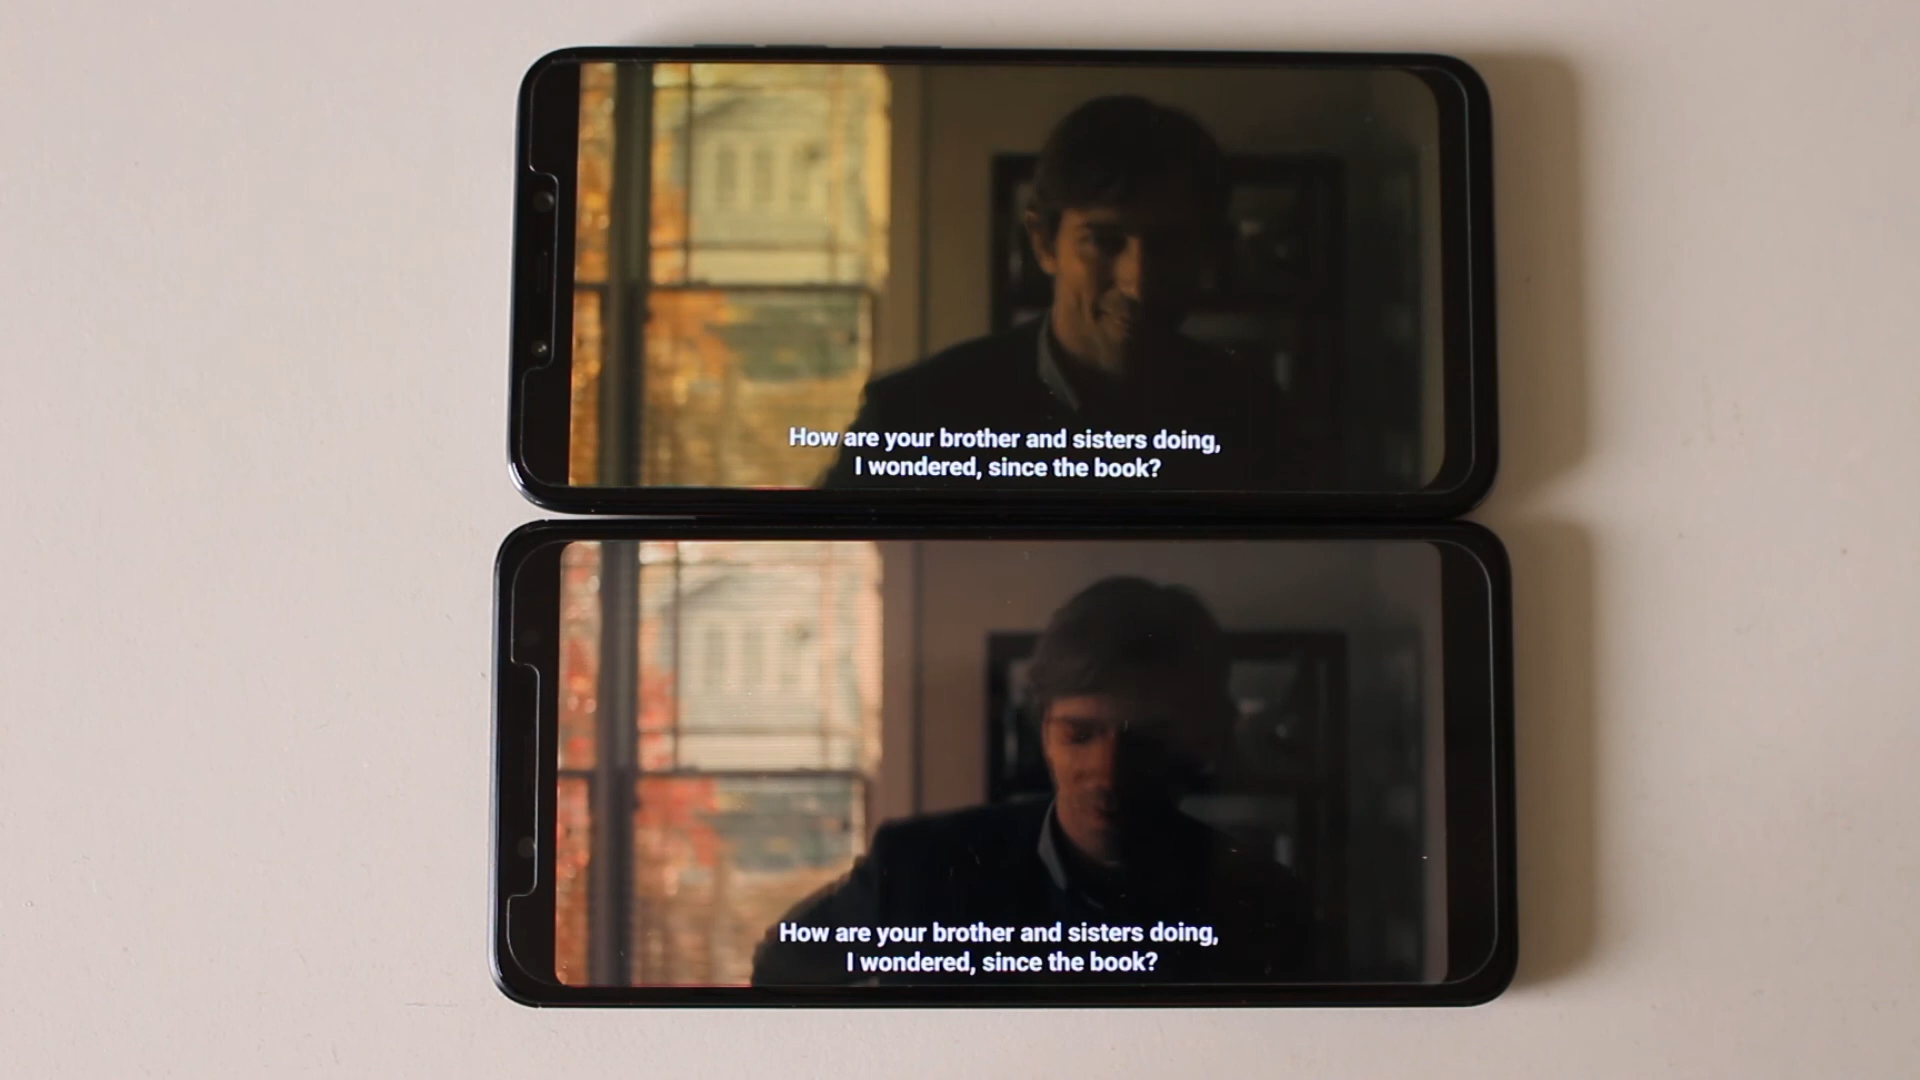 How are your brother and sisters doing,
I wondered, since the book?
How are your brother and sisters doing,
I wondered, since the book?